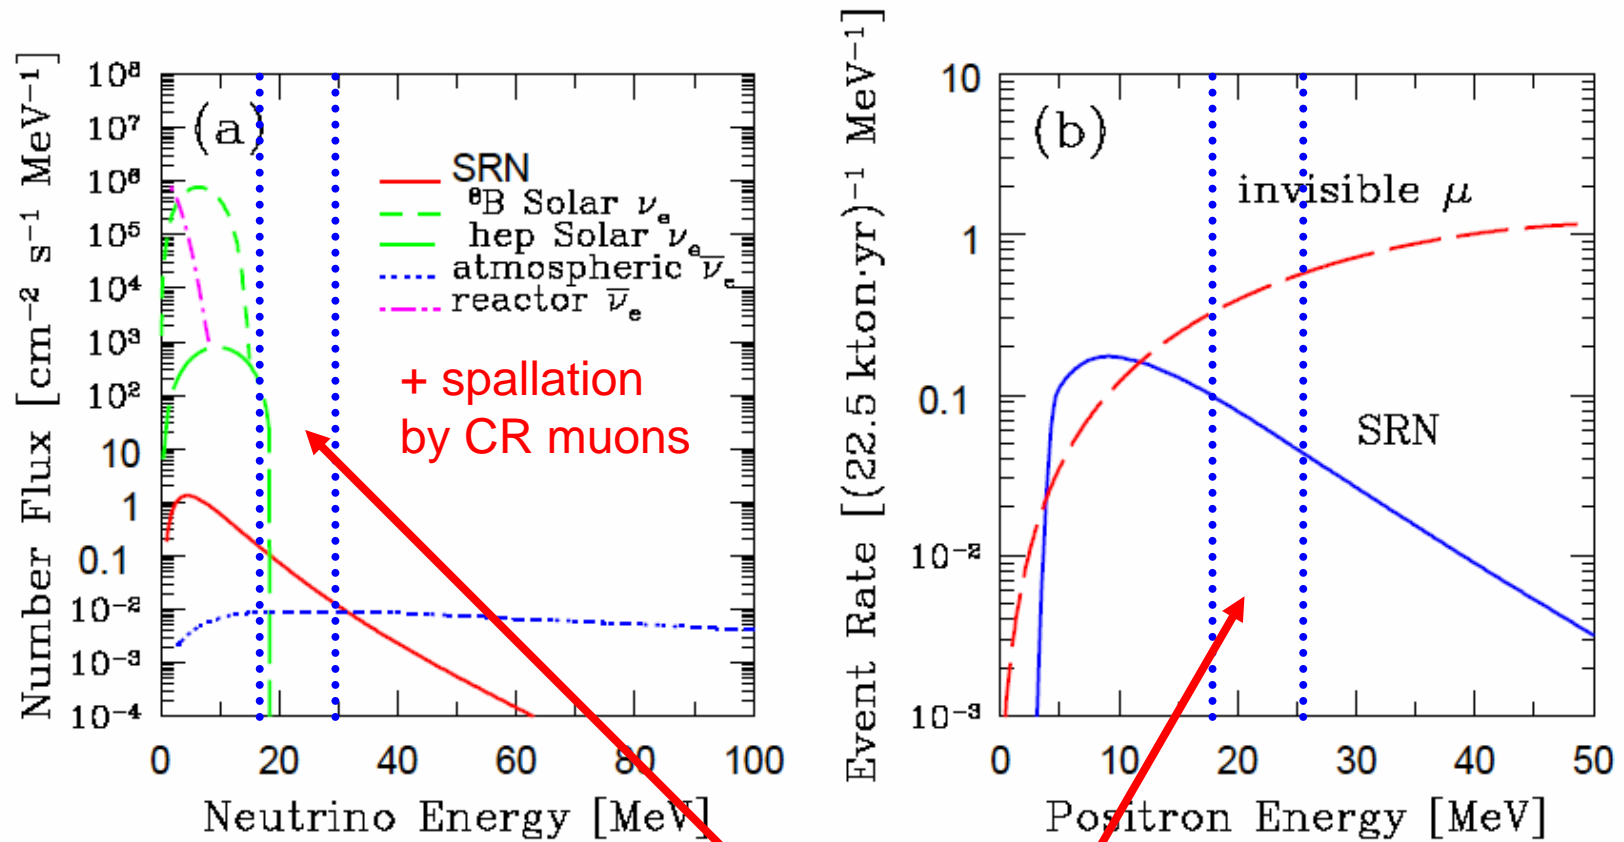 Number Flux [cm⁻² s⁻¹ MeV⁻¹]
10⁸
10⁷
10⁶
10⁵
10⁴
10³
10²
10
1
0.1
10⁻²
10⁻³
10⁻⁴
(a)
SRN
⁸B Solar νₑ
hep Solar νₑ
atmospheric ν̅ₑ
reactor ν̅ₑ
+ spallation
by CR muons
0 20 40 60 80 100
Neutrino Energy [MeV]
Event Rate [(22.5 kton·yr)⁻¹ MeV⁻¹]
10
1
0.1
10⁻²
10⁻³
(b)
invisible μ
SRN
0 10 20 30 40 50
Positron Energy [MeV]